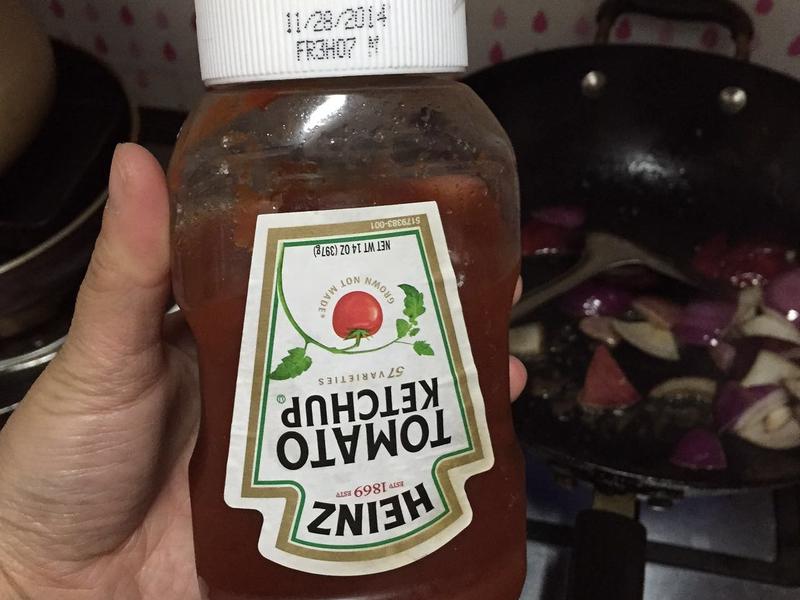 11/28/2014
FR3H07 M
HEINZ
ESTD 1869 ESTD
TOMATO
KETCHUP
57 VARIETIES
GROWN NOT MADE®
NET WT 14 OZ (397g)
5179383-001